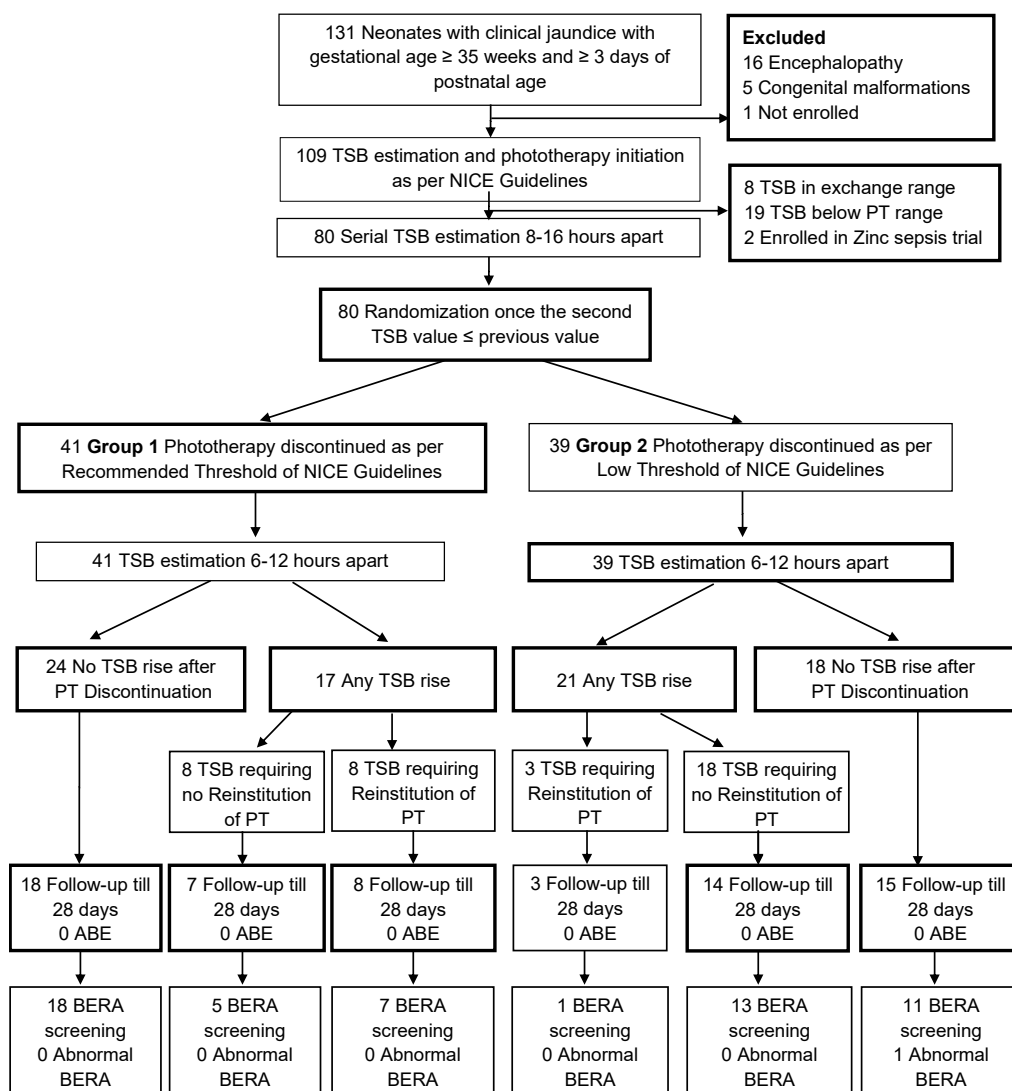 131 Neonates with clinical jaundice with
gestational age ≥ 35 weeks and ≥ 3 days of
postnatal age
Excluded
16 Encephalopathy
5 Congenital malformations
1 Not enrolled
109 TSB estimation and phototherapy initiation
as per NICE Guidelines
8 TSB in exchange range
19 TSB below PT range
2 Enrolled in Zinc sepsis trial
80 Serial TSB estimation 8-16 hours apart
80 Randomization once the second
TSB value ≤ previous value
41 Group 1 Phototherapy discontinued as per
Recommended Threshold of NICE Guidelines
39 Group 2 Phototherapy discontinued as per
Low Threshold of NICE Guidelines
41 TSB estimation 6-12 hours apart
39 TSB estimation 6-12 hours apart
24 No TSB rise after
PT Discontinuation
17 Any TSB rise
21 Any TSB rise
18 No TSB rise after
PT Discontinuation
8 TSB requiring
no Reinstitution
of PT
8 TSB requiring
Reinstitution of
PT
3 TSB requiring
Reinstitution of
PT
18 TSB requiring
no Reinstitution of
PT
18 Follow-up till
28 days
0 ABE
7 Follow-up till
28 days
0 ABE
8 Follow-up till
28 days
0 ABE
3 Follow-up till
28 days
0 ABE
14 Follow-up till
28 days
0 ABE
15 Follow-up till
28 days
0 ABE
18 BERA
screening
0 Abnormal
BERA
5 BERA
screening
0 Abnormal
BERA
7 BERA
screening
0 Abnormal
BERA
1 BERA
screening
0 Abnormal
BERA
13 BERA
screening
0 Abnormal
BERA
11 BERA
screening
1 Abnormal
BERA